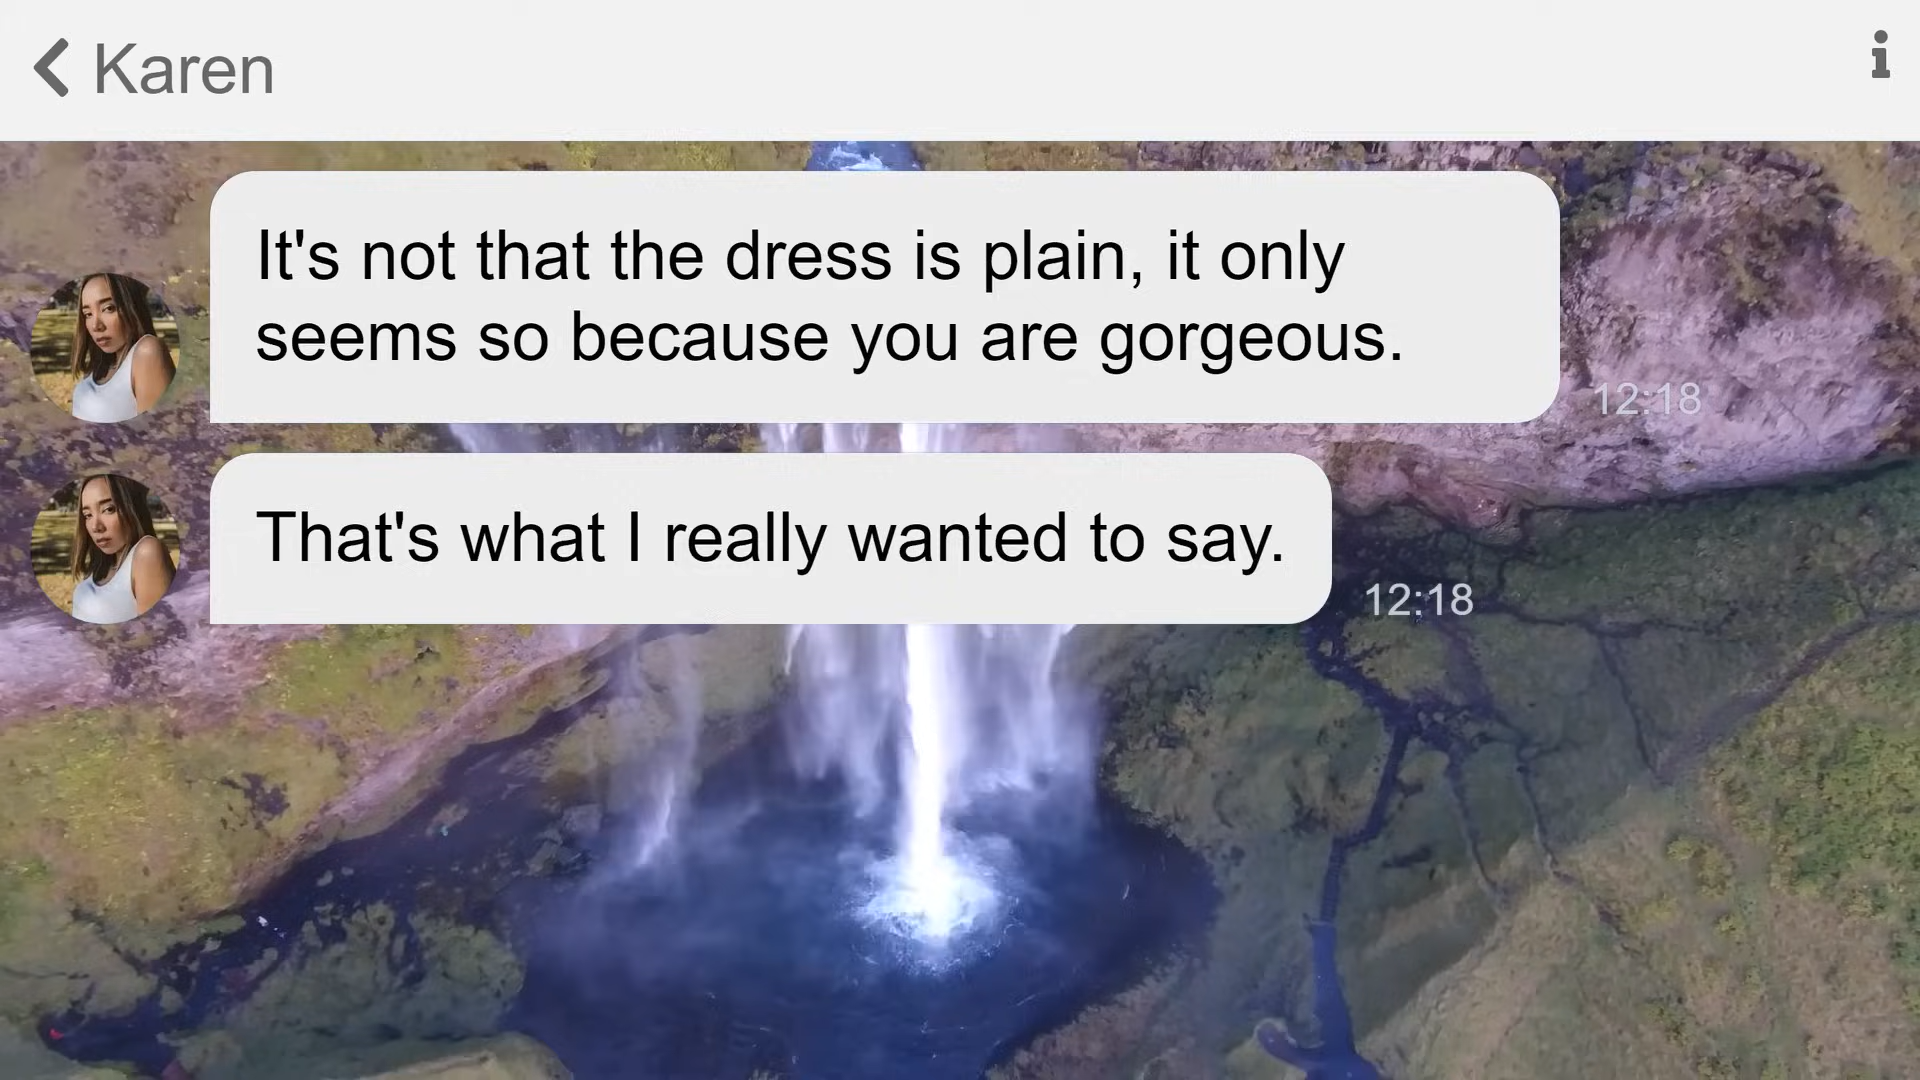 Karen
It's not that the dress is plain, it only
seems so because you are gorgeous.
12:18
That's what I really wanted to say.
12:18